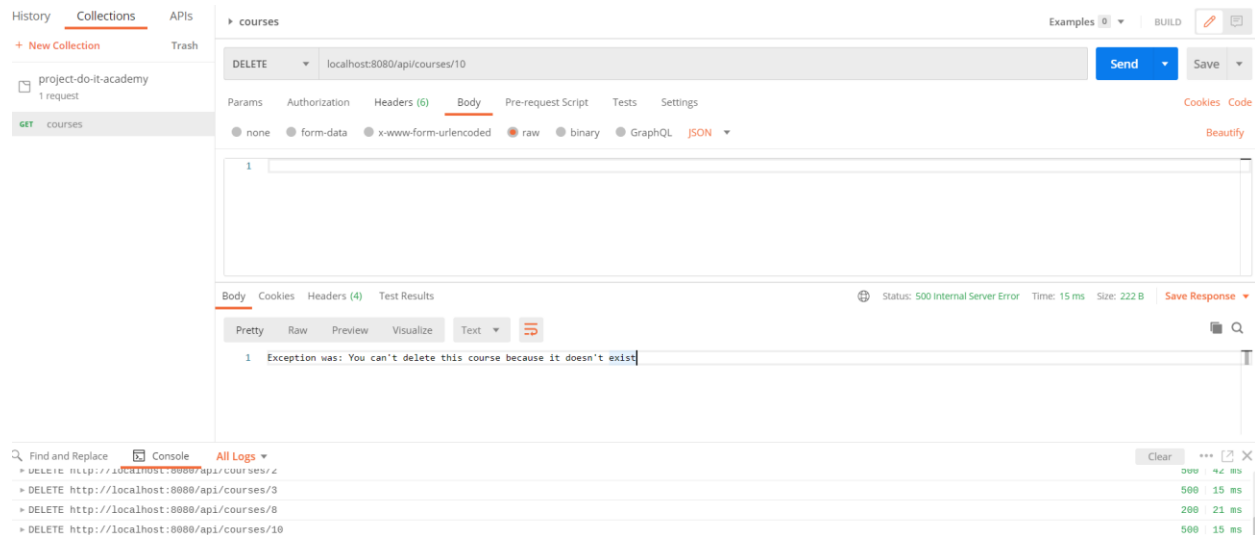 History Collections APIs
+ New Collection Trash
project-do-it-academy
1 request
GET courses
courses
Examples 0 BUILD
DELETE localhost:8080/api/courses/10 Send Save
Params Authorization Headers (6) Body Pre-request Script Tests Settings Cookies Code
none form-data x-www-form-urlencoded raw binary GraphQL JSON Beautify
1
Body Cookies Headers (4) Test Results Status: 500 Internal Server Error Time: 15 ms Size: 222 B Save Response
Pretty Raw Preview Visualize Text
1 Exception was: You can't delete this course because it doesn't exist
Find and Replace Console All Logs Clear
DELETE http://localhost:8080/api/courses/2 500 42 ms
DELETE http://localhost:8080/api/courses/3 500 15 ms
DELETE http://localhost:8080/api/courses/8 200 21 ms
DELETE http://localhost:8080/api/courses/10 500 15 ms